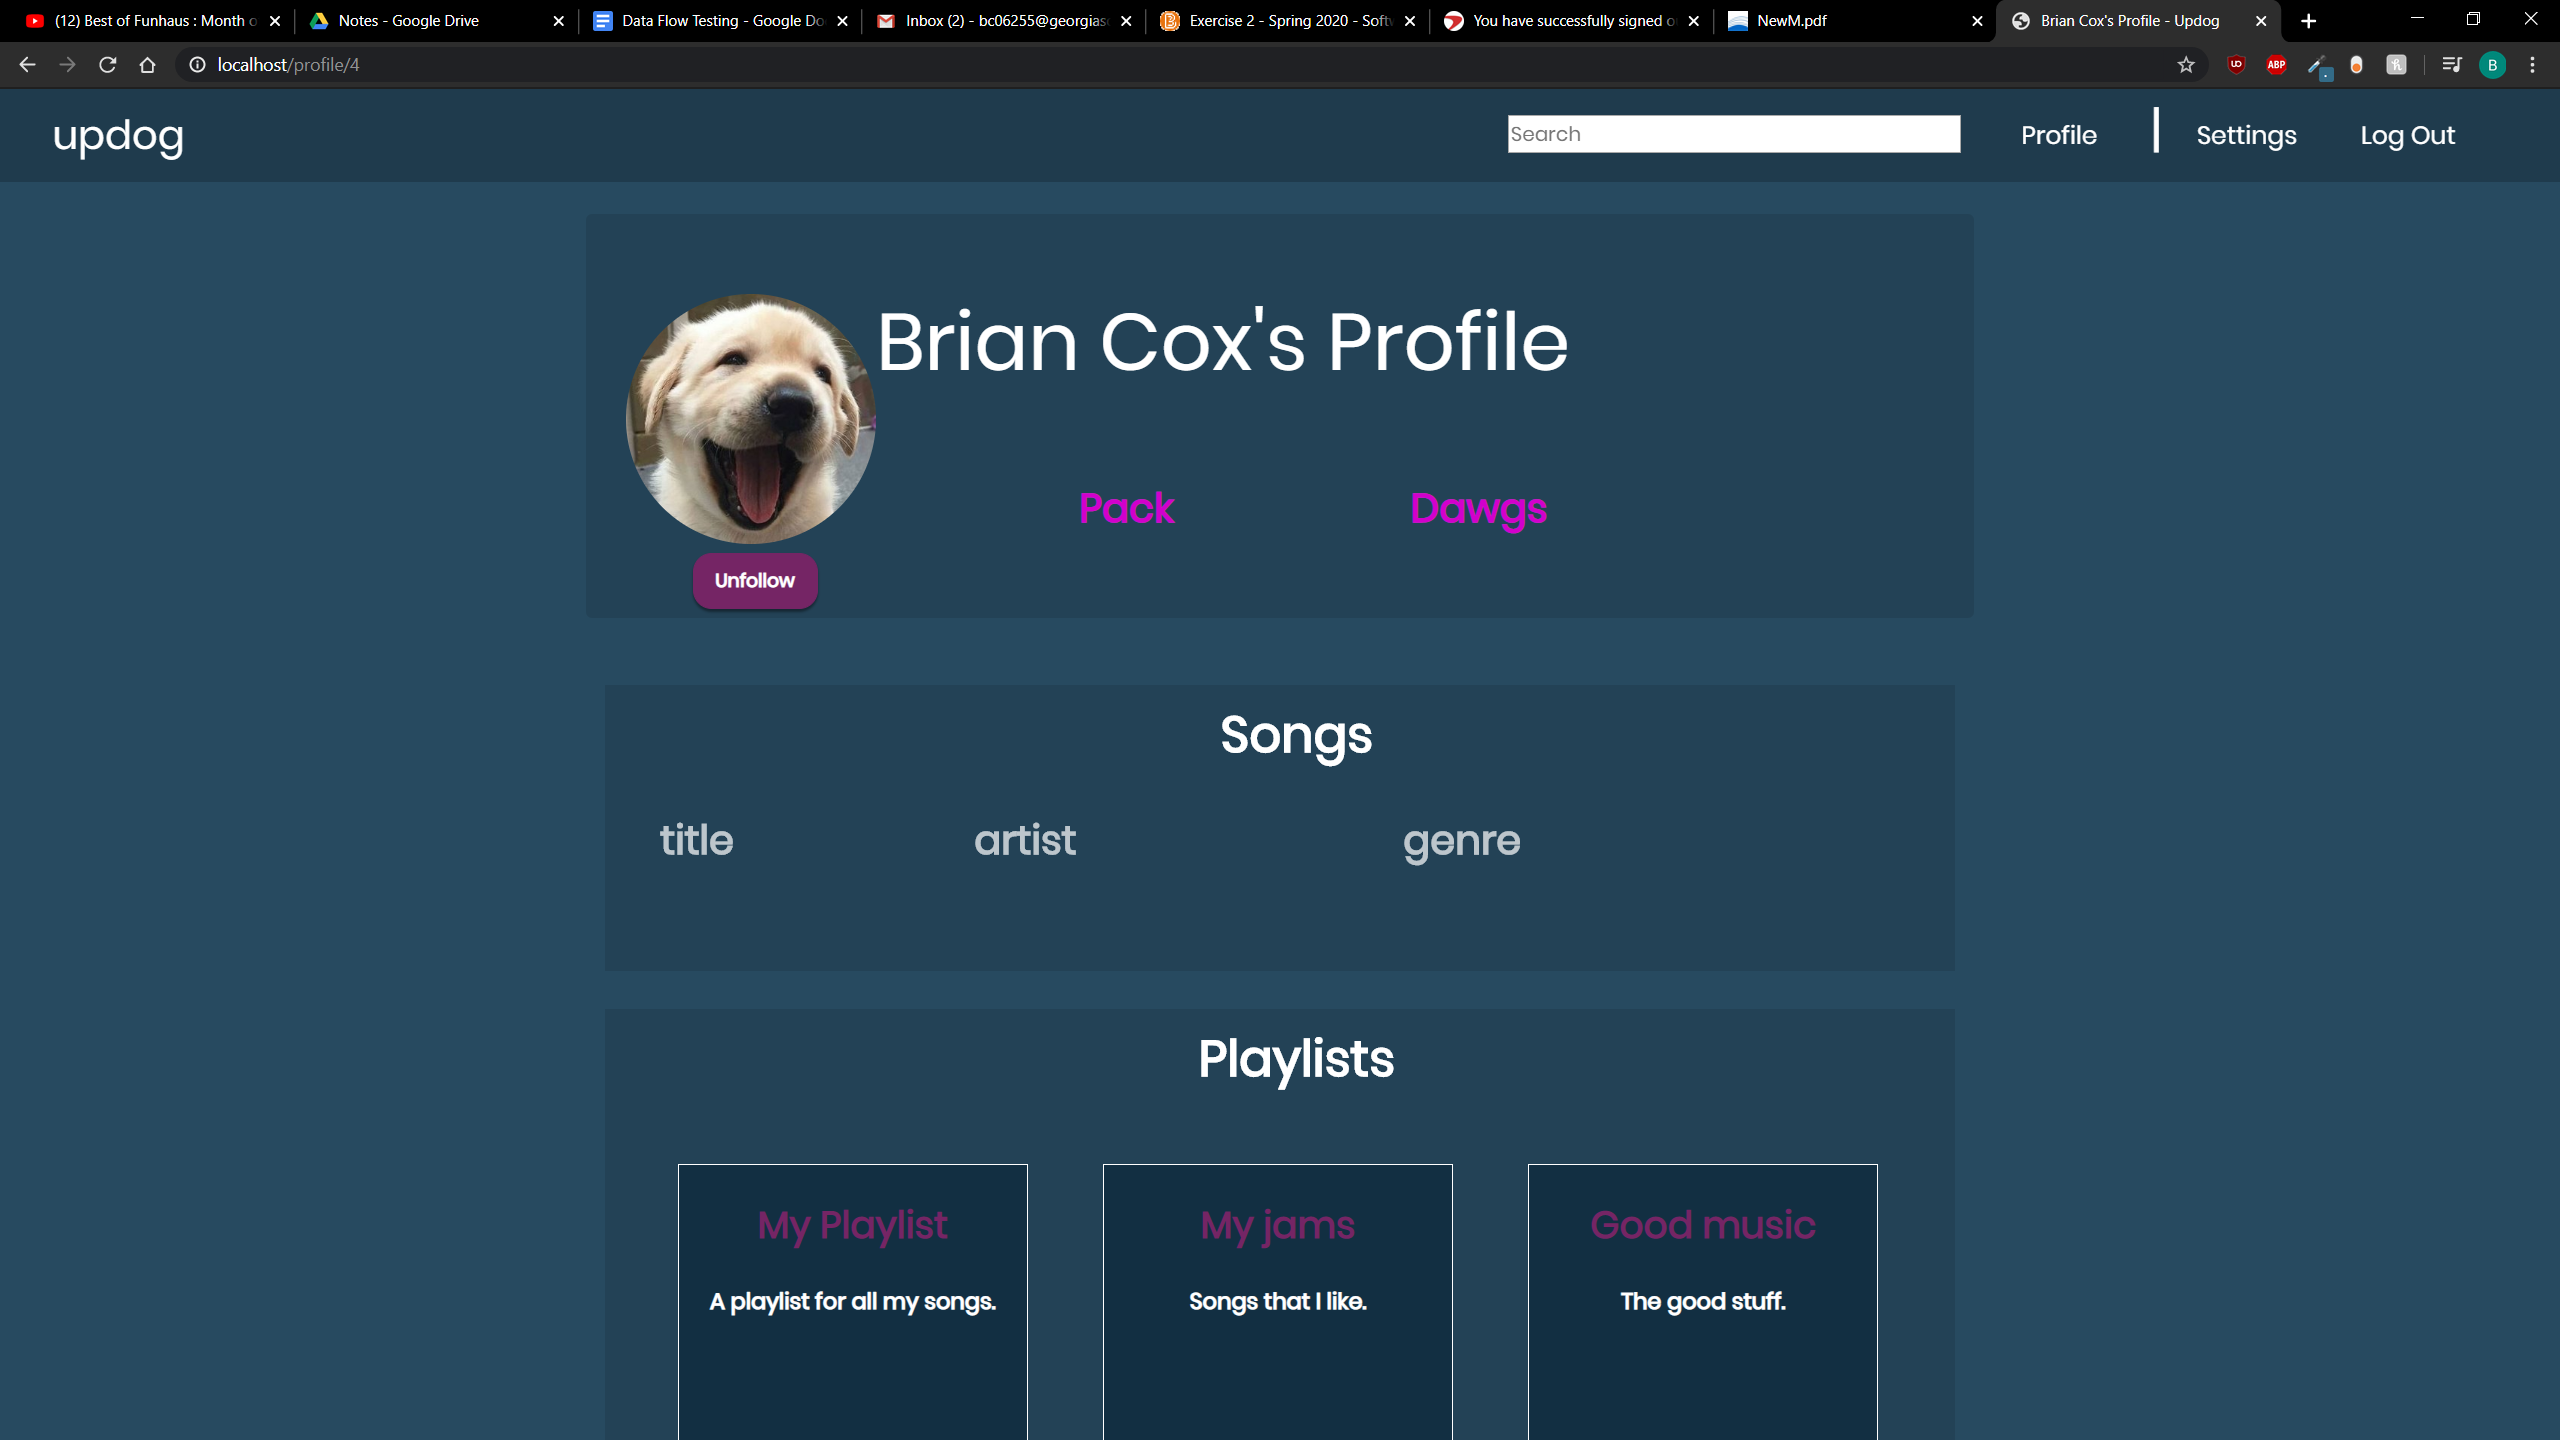 (12) Best of Funhaus : Month o
Notes - Google Drive
Data Flow Testing - Google Do
Inbox (2) - bc06255@georgiaso
Exercise 2 - Spring 2020 - Softw
You have successfully signed o
NewM.pdf
Brian Cox's Profile - Updog
localhost/profile/4
UD
ABP
B
updog
Search
Profile
Settings
Log Out
Brian Cox's Profile
Pack
Dawgs
Unfollow
Songs
title
artist
genre
Playlists
My Playlist
My jams
Good music
A playlist for all my songs.
Songs that I like.
The good stuff.